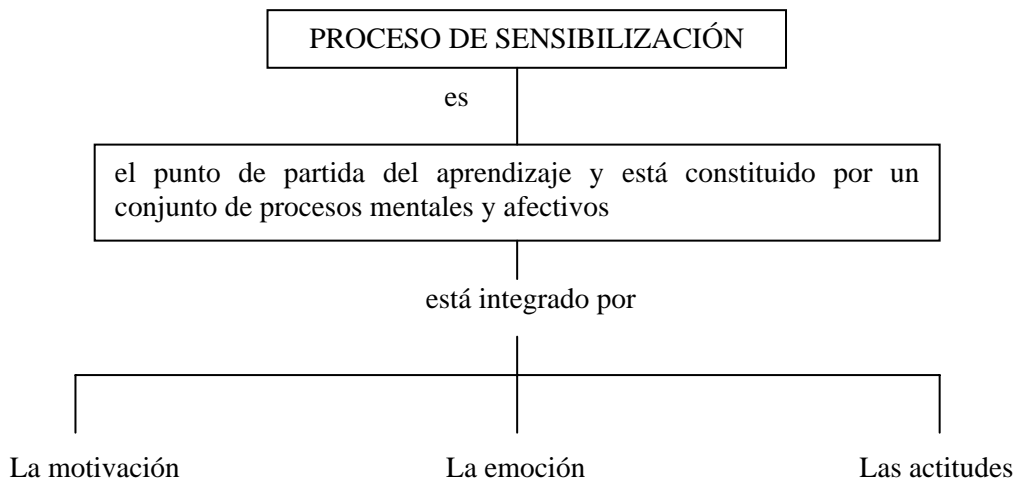 PROCESO DE SENSIBILIZACIÓN
es
el punto de partida del aprendizaje y está constituido por un
conjunto de procesos mentales y afectivos
está integrado por
La motivación
La emoción
Las actitudes